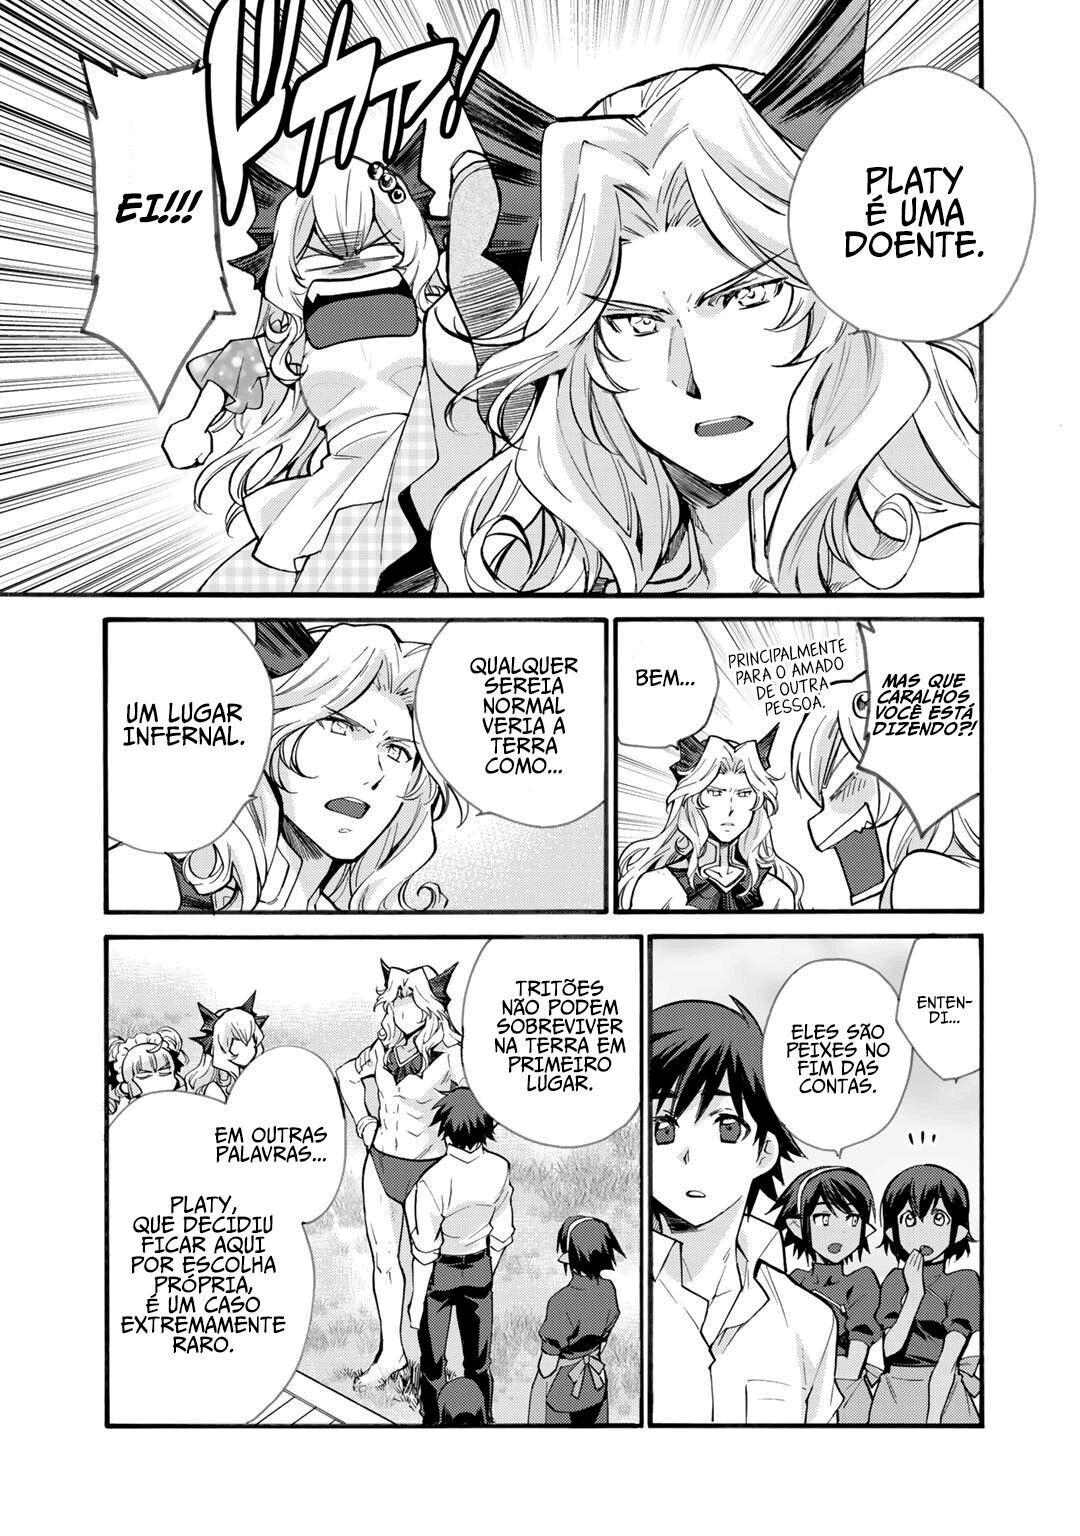 PLATY
É UMA
DOENTE.
ドカァァ!
EI!!!
MAS QUE
CARALHOS
VOCÊ ESTÁ
DIZENDO?!
PRINCIPALMENTE
PARA O AMADO
DE OUTRA
PESSOA.
BEM...
QUALQUER
SEREIA
NORMAL
VERIA A
TERRA
COMO...
UM LUGAR
INFERNAL.
ENTEN-
DI...
ELES SÃO
PEIXES NO
FIM DAS
CONTAS.
TRITÕES
NÃO PODEM
SOBREVIVER
NA TERRA EM
PRIMEIRO
LUGAR.
EM OUTRAS
PALAVRAS...
PLATY,
QUE DECIDIU
FICAR AQUI
POR ESCOLHA
PRÓPRIA,
É UM CASO
EXTREMAMENTE
RARO.